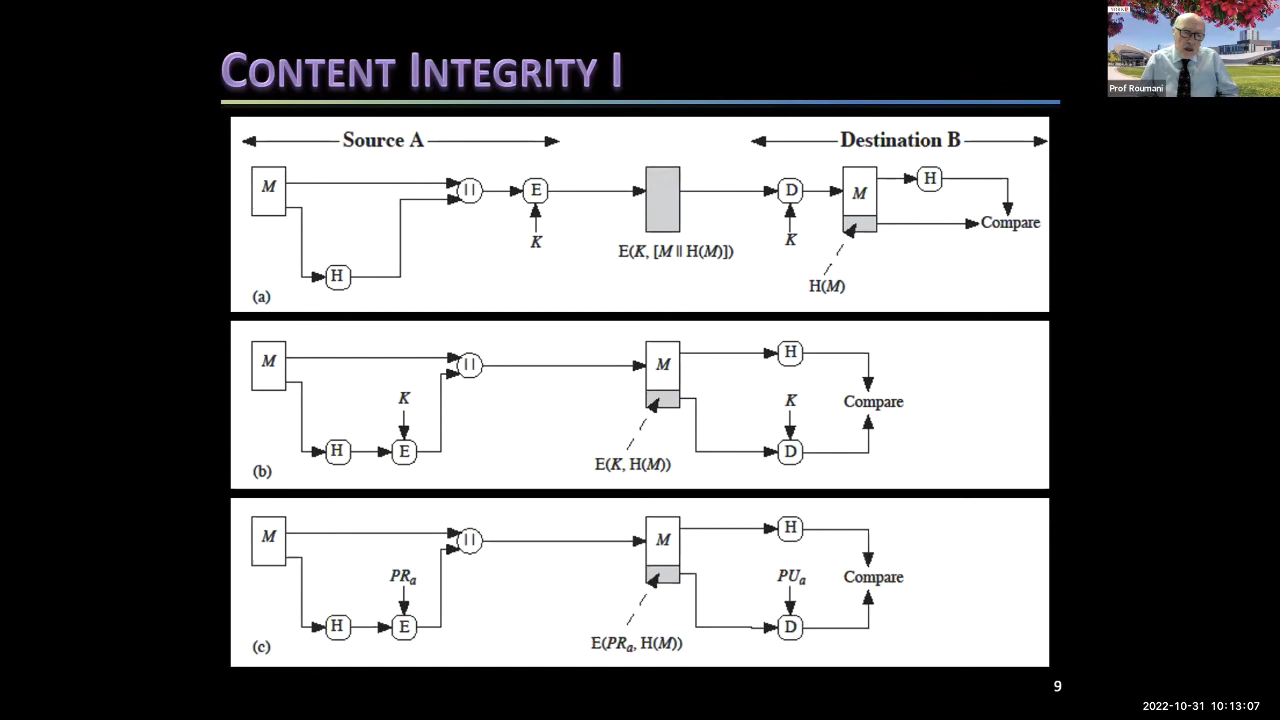 CONTENT INTEGRITY I
Prof Roumani
Source A
Destination B
M
||
E
D
M
H
K
K
Compare
E(K, [M || H(M)])
H
H(M)
(a)
M
||
M
H
K
K
Compare
H
E
D
E(K, H(M))
(b)
M
||
M
H
PRa
PUa
Compare
H
E
D
E(PRa, H(M))
(c)
9
2022-10-31 10:13:07